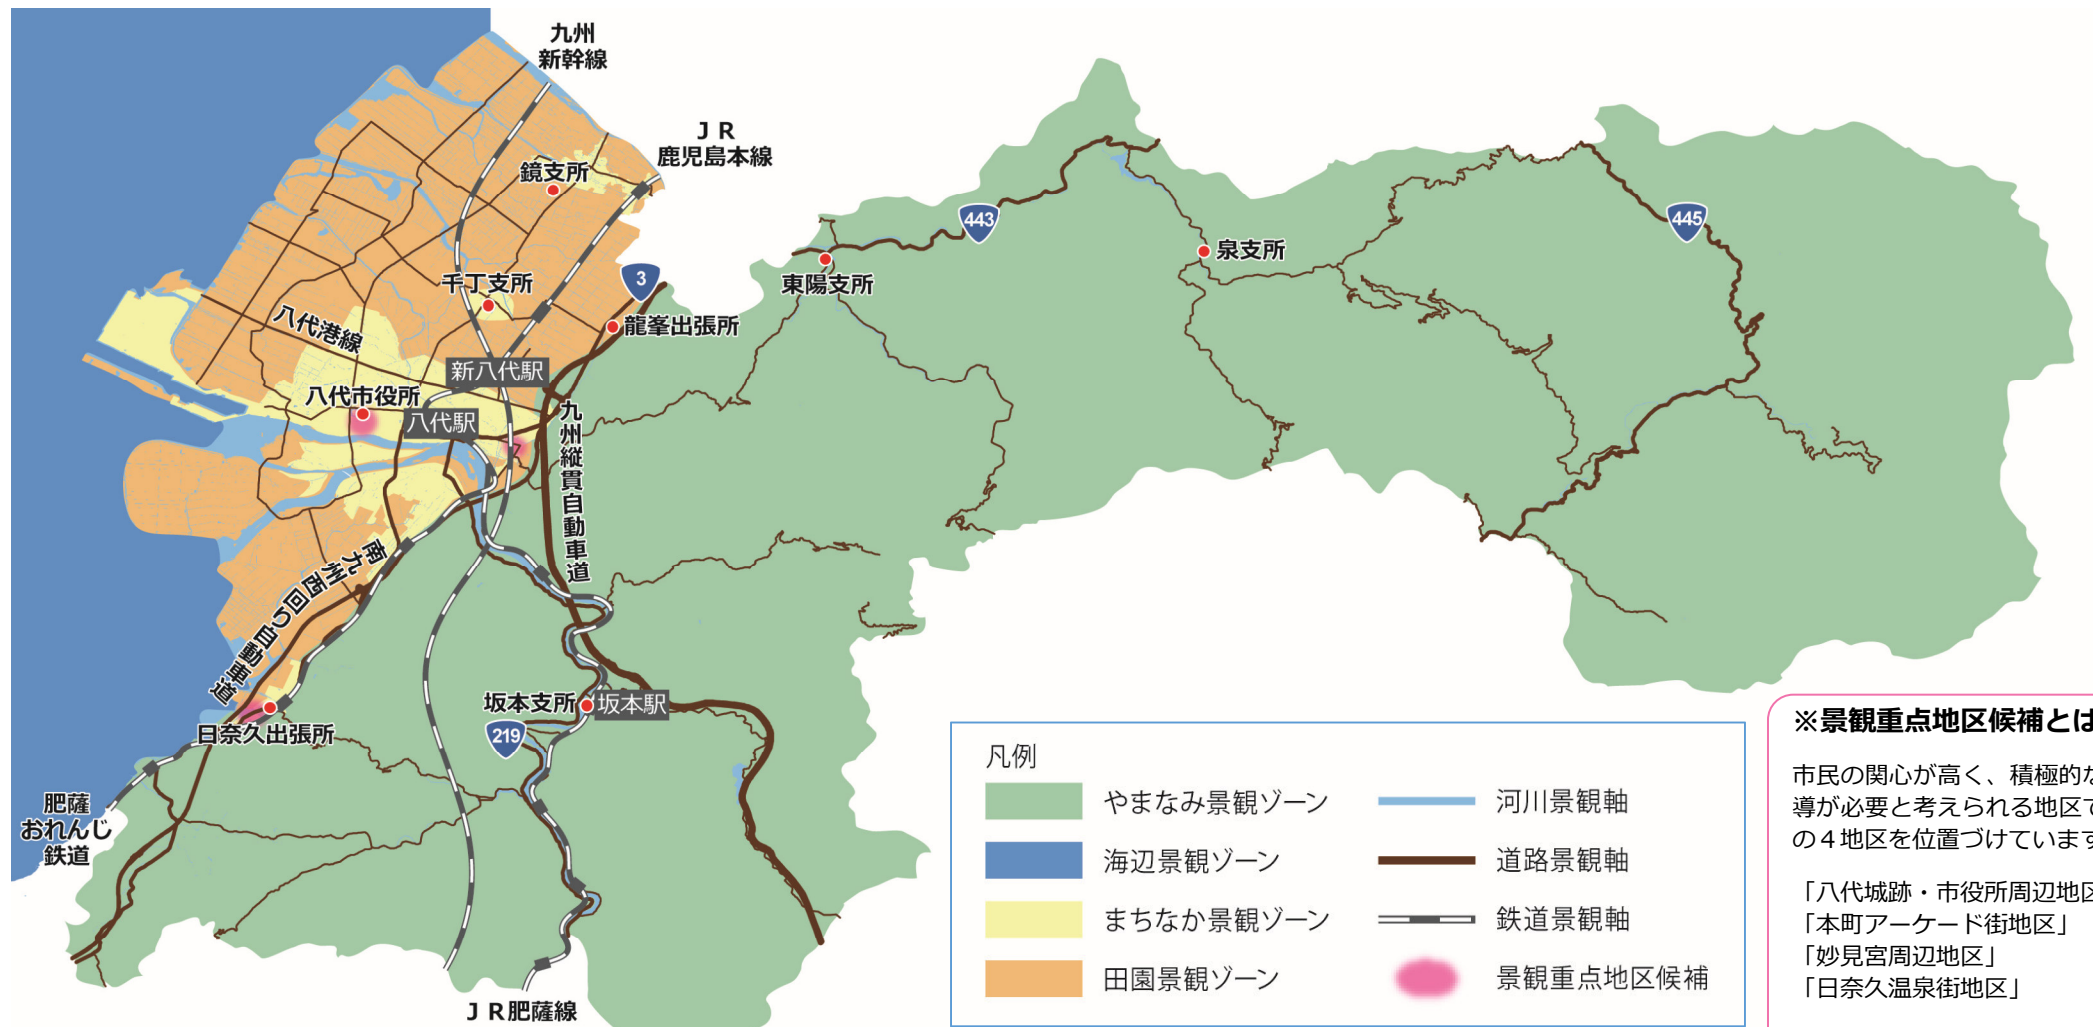 九州
新幹線
ＪＲ
鹿児島本線
鏡支所
443
445
泉支所
3
千丁支所
東陽支所
龍峯出張所
八代港線
新八代駅
八代市役所
八代駅
九州縦貫自動車道
南九州西回り自動車道
坂本支所
坂本駅
219
日奈久出張所
肥薩
おれんじ
鉄道
ＪＲ肥薩線
凡例
やまなみ景観ゾーン
海辺景観ゾーン
まちなか景観ゾーン
田園景観ゾーン
河川景観軸
道路景観軸
鉄道景観軸
景観重点地区候補
※景観重点地区候補とは
市民の関心が高く、積極的な
導が必要と考えられる地区で
の４地区を位置づけています
「八代城跡・市役所周辺地区
「本町アーケード街地区」
「妙見宮周辺地区」
「日奈久温泉街地区」